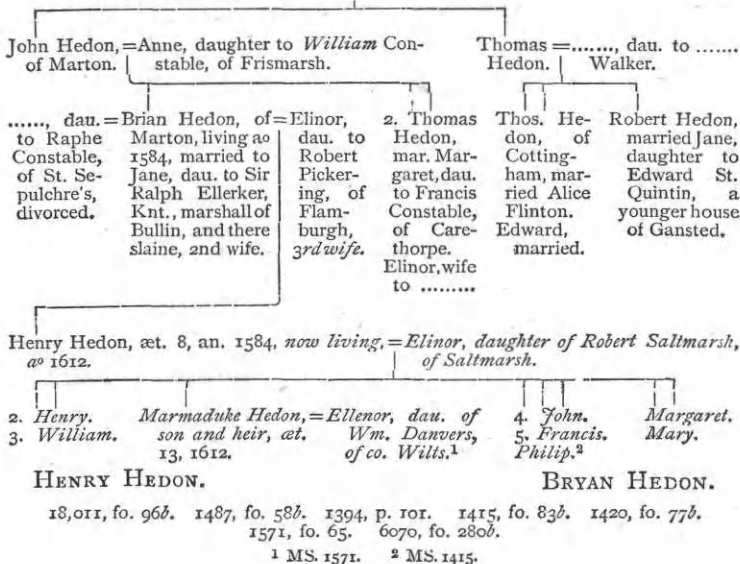 John Hedon,=Anne, daughter to William Con-
of Marton. stable, of Frismarsh.
Thomas =......., dau. to .......
Hedon. Walker.
......, dau.=Brian Hedon, of=Elinor,
to Raphe Marton, living ao dau. to
Constable, 1584, married to Robert
of St. Se- Jane, dau. to Sir Picker-
pulchre's, Ralph Ellerker, ing, of
divorced. Knt., marshall of Flam-
Bullin, and there burgh,
slaine, 2nd wife. 3rd wife.
2. Thomas
Hedon,
mar. Mar-
garet, dau.
to Francis
Constable,
of Care-
thorpe.
Elinor, wife
to .........
Thos. He-
don, of
Cotting-
ham, mar-
ried Alice
Flinton.
Edward,
married.
Robert Hedon,
married Jane,
daughter to
Edward St.
Quintin, a
younger house
of Gansted.
Henry Hedon, æt. 8, an. 1584, now living,=Elinor, daughter of Robert Saltmarsh,
ao 1612. of Saltmarsh.
2. Henry.
3. William.
Marmaduke Hedon,=Ellenor, dau. of
son and heir, æt. Wm. Danvers,
13, 1612. of co. Wilts.¹
4. John.
5. Francis.
Philip.²
Margaret.
Mary.
HENRY HEDON. BRYAN HEDON.
18,011, fo. 96b. 1487, fo. 58b. 1394, p. 101. 1415, fo. 83b. 1420, fo. 77b.
1571, fo. 65. 6070, fo. 280b.
¹ MS. 1571. ² MS. 1415.